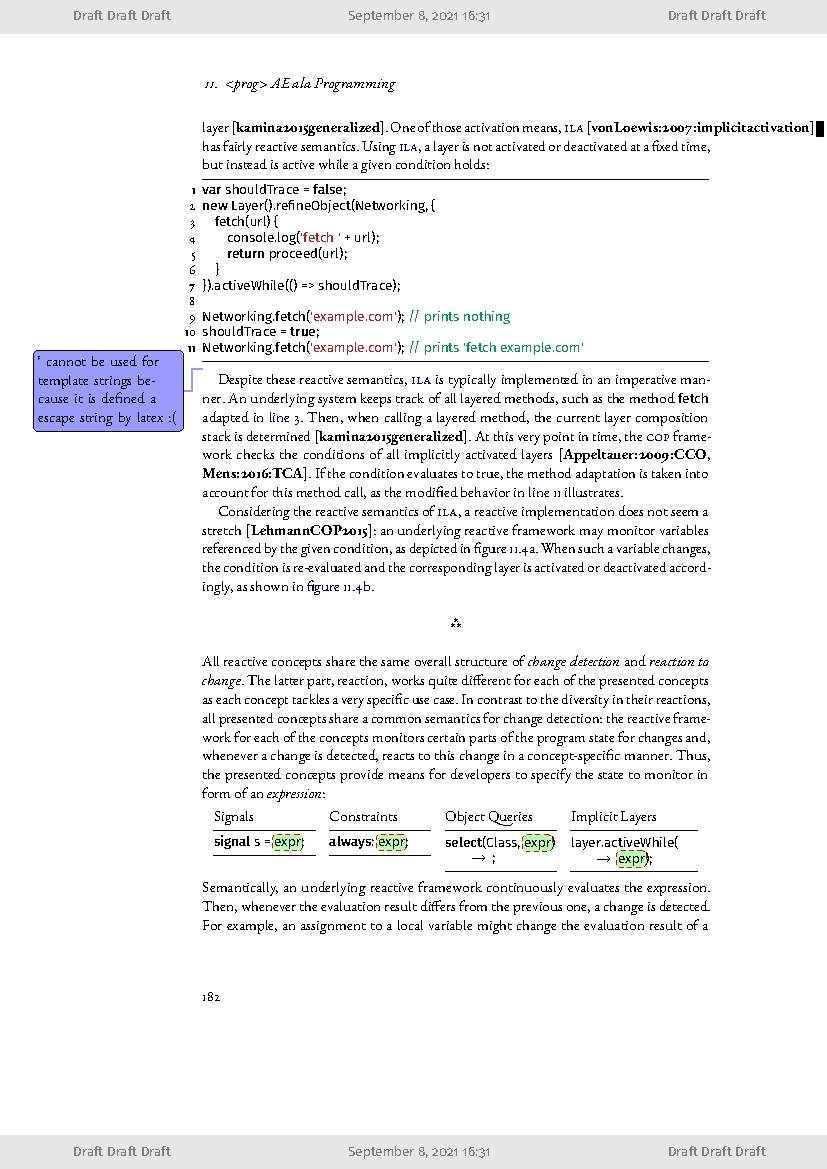 Draft Draft Draft September 8, 2021 16:31 Draft Draft Draft
11. <prog> AE ala Programming
layer [kamina2015generalized]. One of those activation means, ILA [vonLoewis:2007:implicitactivation]
has fairly reactive semantics. Using ILA, a layer is not activated or deactivated at a fixed time,
but instead is active while a given condition holds:
1 var shouldTrace = false;
2 new Layer().refineObject(Networking, {
3 fetch(url) {
4 console.log('fetch ' + url);
5 return proceed(url);
6 }
7 }).activeWhile(() => shouldTrace);
8
9 Networking.fetch('example.com'); // prints nothing
10 shouldTrace = true;
11 Networking.fetch('example.com'); // prints 'fetch example.com'
' cannot be used for
template strings be-
cause it is defined a
escape string by latex :(
Despite these reactive semantics, ILA is typically implemented in an imperative man-
ner. An underlying system keeps track of all layered methods, such as the method fetch
adapted in line 3. Then, when calling a layered method, the current layer composition
stack is determined [kamina2015generalized]. At this very point in time, the COP frame-
work checks the conditions of all implicitly activated layers [Appeltauer:2009:CCO,
Mens:2016:TCA]. If the condition evaluates to true, the method adaptation is taken into
account for this method call, as the modified behavior in line 11 illustrates.
Considering the reactive semantics of ILA, a reactive implementation does not seem a
stretch [LehmannCOP2015]: an underlying reactive framework may monitor variables
referenced by the given condition, as depicted in figure 11.4a. When such a variable changes,
the condition is re-evaluated and the corresponding layer is activated or deactivated accord-
ingly, as shown in figure 11.4b.
⁂
All reactive concepts share the same overall structure of change detection and reaction to
change. The latter part, reaction, works quite different for each of the presented concepts
as each concept tackles a very specific use case. In contrast to the diversity in their reactions,
all presented concepts share a common semantics for change detection: the reactive frame-
work for each of the concepts monitors certain parts of the program state for changes and,
whenever a change is detected, reacts to this change in a concept-specific manner. Thus,
the presented concepts provide means for developers to specify the state to monitor in
form of an expression:
Signals Constraints Object Queries Implicit Layers
signal s = expr; always: expr; select(Class, expr) layer.activeWhile(
→ ; → expr);
Semantically, an underlying reactive framework continuously evaluates the expression.
Then, whenever the evaluation result differs from the previous one, a change is detected.
For example, an assignment to a local variable might change the evaluation result of a
182
Draft Draft Draft September 8, 2021 16:31 Draft Draft Draft